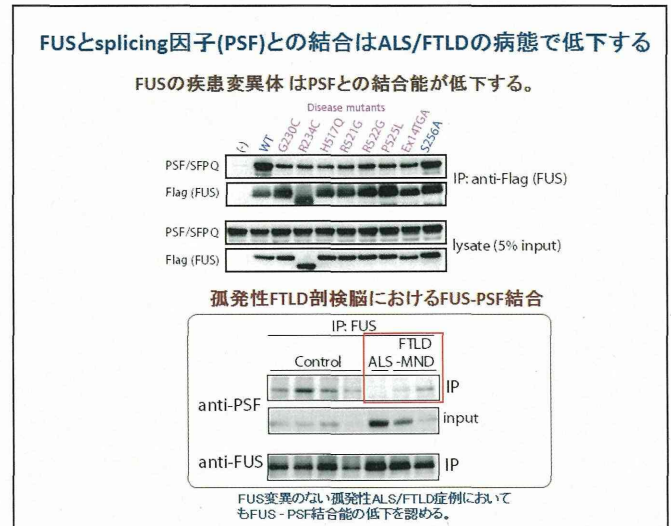 FUSとsplicing因子(PSF)との結合はALS/FTLDの病態で低下する
FUSの疾患変異体はPSFとの結合能が低下する。
Disease mutants
(-) WT G230C R234C H517Q R521G R522G P525L Ex14TGA S256A
PSF/SFPQ
Flag (FUS)
IP: anti-Flag (FUS)
PSF/SFPQ
Flag (FUS)
lysate (5% input)
孤発性FTLD剖検脳におけるFUS-PSF結合
IP: FUS
FTLD
Control ALS -MND
anti-PSF
IP
input
anti-FUS
IP
FUS変異のない孤発性ALS/FTLD症例において
もFUS - PSF結合能の低下を認める。